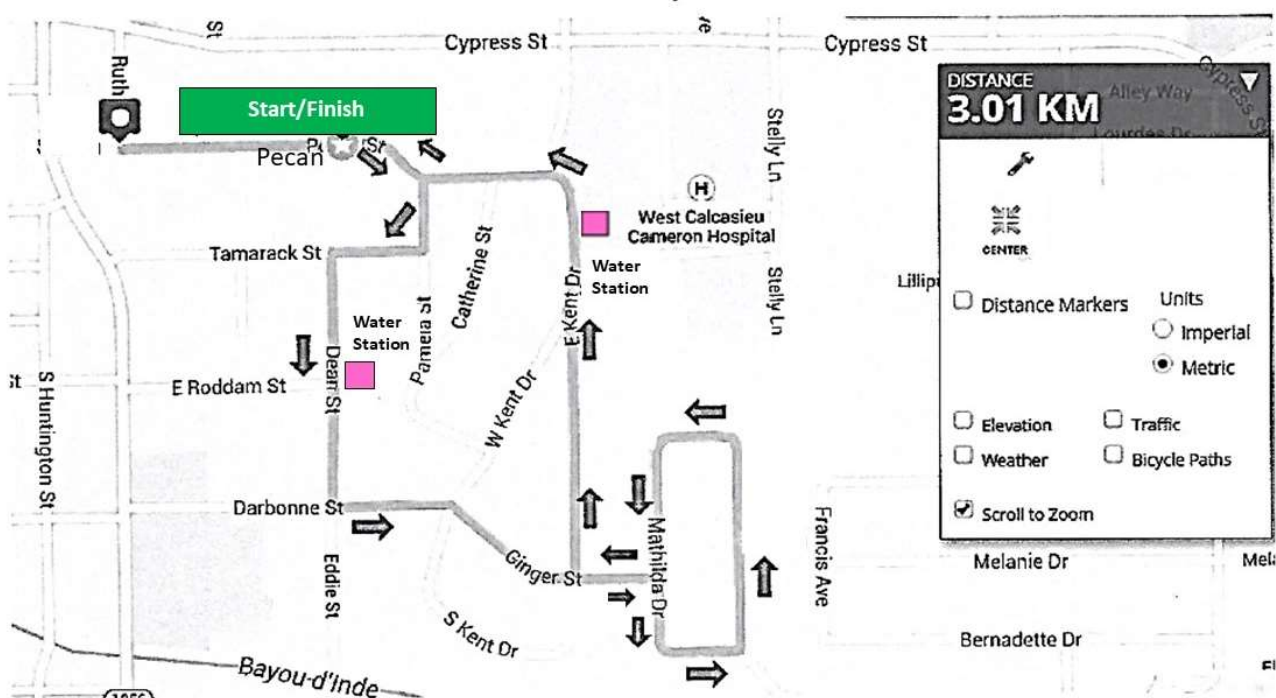 St
Cypress St
Cypress St
Ruth
Start/Finish
Pecan
St
Stelly Ln
H
West Calcasieu
Cameron Hospital
Tamarack St
Catherine St
E Kent Dr
Water
Station
Stelly Ln
Pamela St
Water
Station
Dean St
E Roddam St
St
S Huntington St
W Kent Dr
Darbonne St
Ginger St
Mathilda Dr
Francis Ave
Eddie St
S Kent Dr
Bayou-d'Inde
DISTANCE
3.01 KM
Alley Way
Lourdes Dr
Cypress St
CENTER
Distance Markers
Units
Imperial
Metric
Elevation
Traffic
Weather
Bicycle Paths
Scroll to Zoom
Melanie Dr
Bernadette Dr